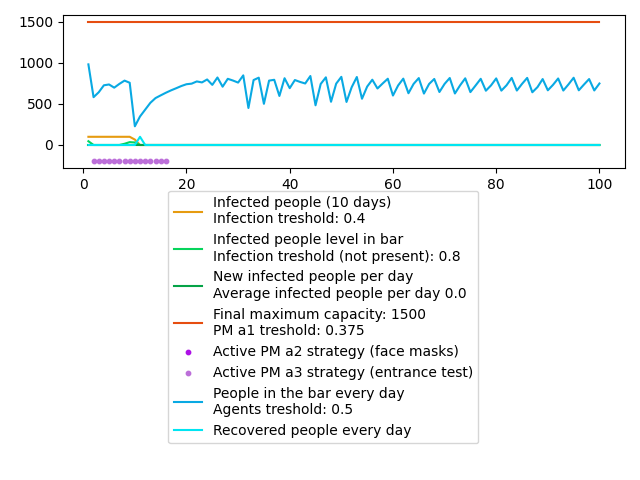 1500
1000
500
0
0 20 40 60 80 100
Infected people (10 days)
Infection treshold: 0.4
Infected people level in bar
Infection treshold (not present): 0.8
New infected people per day
Average infected people per day 0.0
Final maximum capacity: 1500
PM a1 treshold: 0.375
Active PM a2 strategy (face masks)
Active PM a3 strategy (entrance test)
People in the bar every day
Agents treshold: 0.5
Recovered people every day